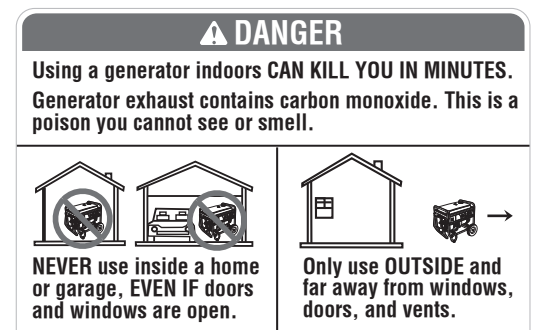 DANGER
Using a generator indoors CAN KILL YOU IN MINUTES.
Generator exhaust contains carbon monoxide. This is a
poison you cannot see or smell.
NEVER use inside a home
or garage, EVEN IF doors
and windows are open.
Only use OUTSIDE and
far away from windows,
doors, and vents.